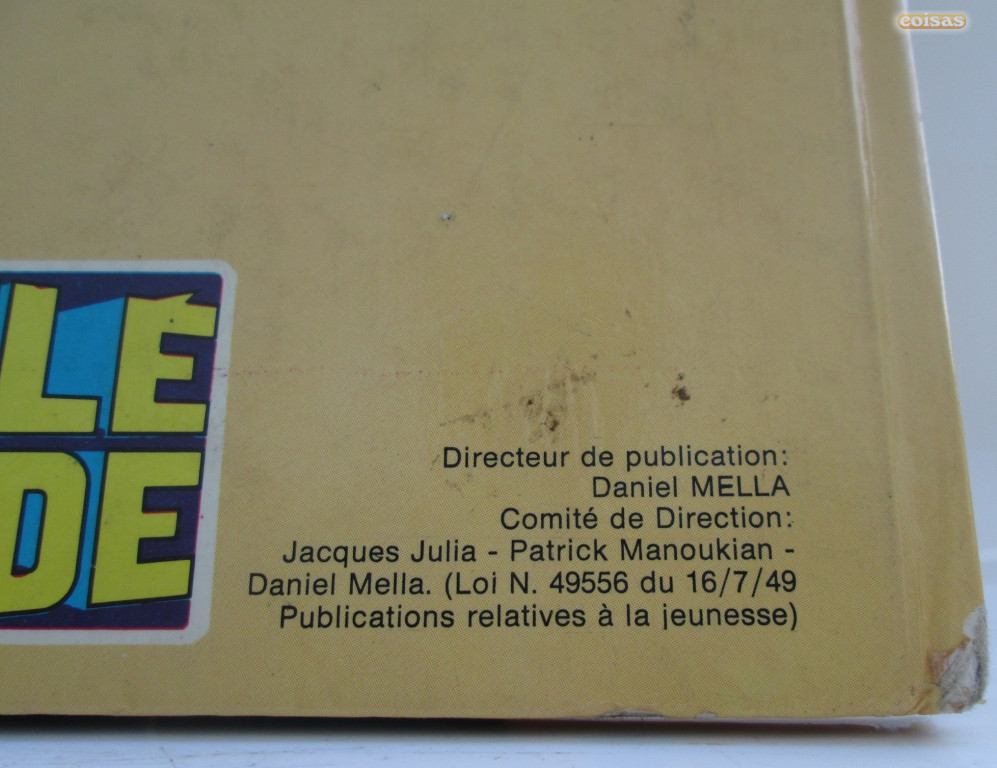 coisas
LE
DE
Directeur de publication:
Daniel MELLA
Comité de Direction:
Jacques Julia - Patrick Manoukian -
Daniel Mella. (Loi N. 49556 du 16/7/49
Publications relatives à la jeunesse)